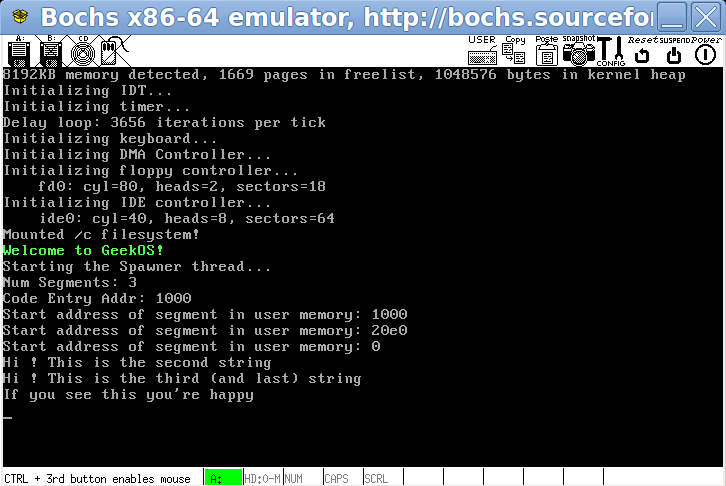 Bochs x86-64 emulator, http://bochs.sourcefo
A: B: CD USER Copy Paste snapshot CONFIG Reset SUSPEND Power
8192KB memory detected, 1669 pages in freelist, 1048576 bytes in kernel heap
Initializing IDT...
Initializing timer...
Delay loop: 3656 iterations per tick
Initializing keyboard...
Initializing DMA Controller...
Initializing floppy controller...
fd0: cyl=80, heads=2, sectors=18
Initializing IDE controller...
ide0: cyl=40, heads=8, sectors=64
Mounted /c filesystem!
Welcome to GeekOS!
Starting the Spawner thread...
Num Segments: 3
Code Entry Addr: 1000
Start address of segment in user memory: 1000
Start address of segment in user memory: 20e0
Start address of segment in user memory: 0
Hi ! This is the second string
Hi ! This is the third (and last) string
If you see this you're happy
_
CTRL + 3rd button enables mouse A: HD:0-M NUM CAPS SCRL